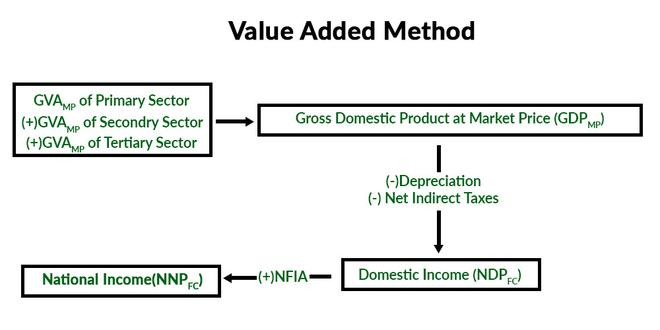 Value Added Method
GVAMP of Primary Sector
(+)GVAMP of Secondry Sector
(+)GVAMP of Tertiary Sector
Gross Domestic Product at Market Price (GDPMP)
(-)Depreciation
(-) Net Indirect Taxes
National Income(NNPFC)
(+)NFIA
Domestic Income (NDPFC)